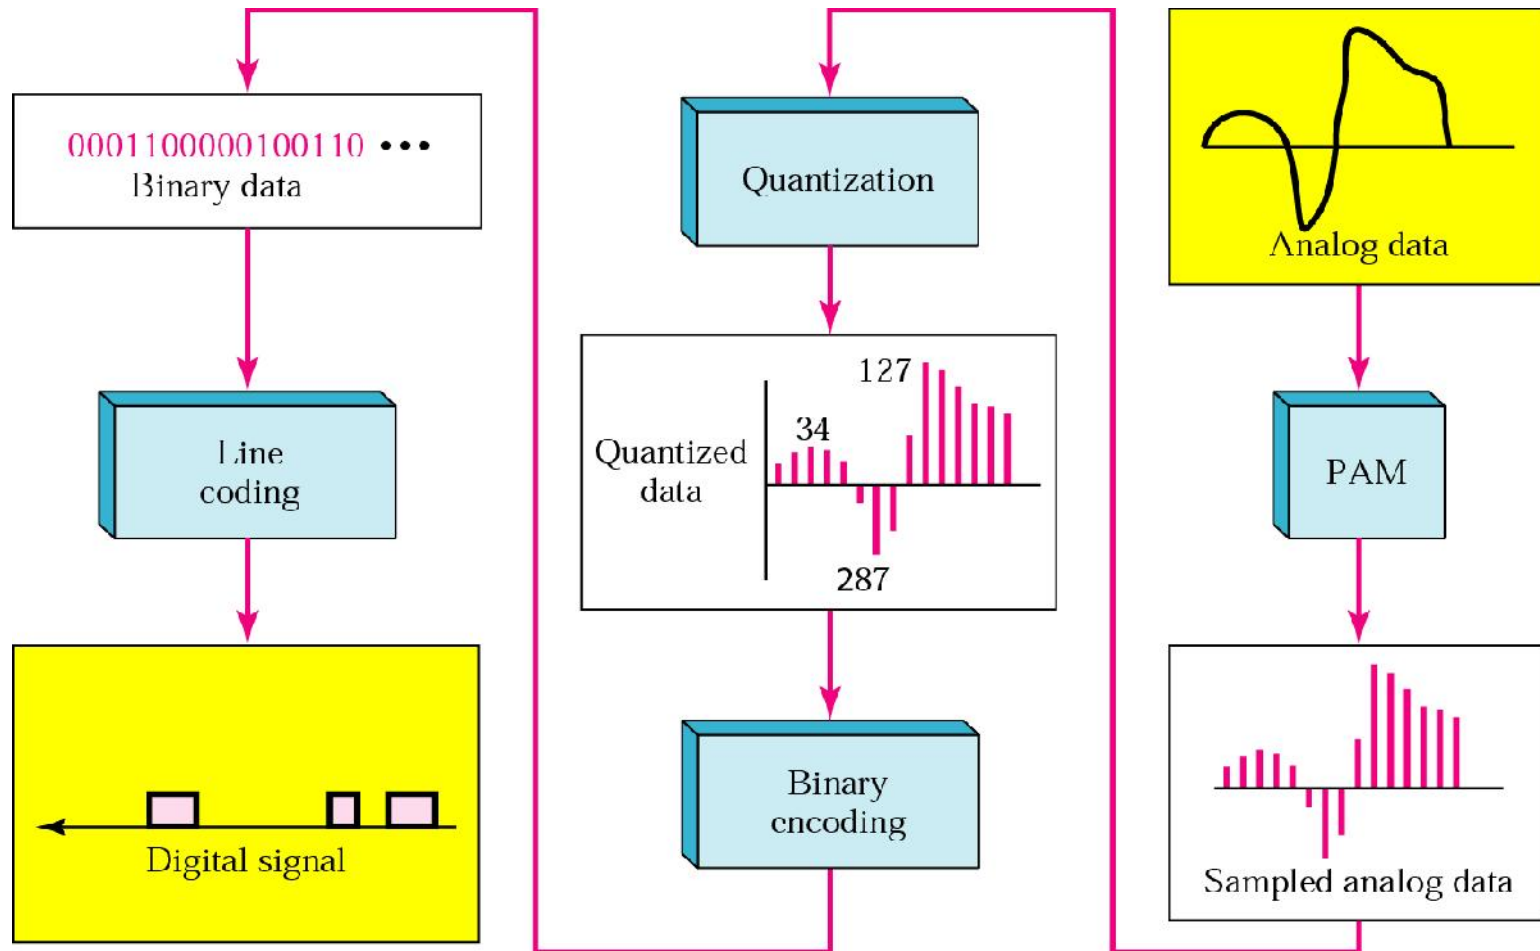 0001100000100110 •••
Binary data
Line
coding
Digital signal
Quantization
Quantized
data
34
127
287
Binary
encoding
Analog data
PAM
Sampled analog data